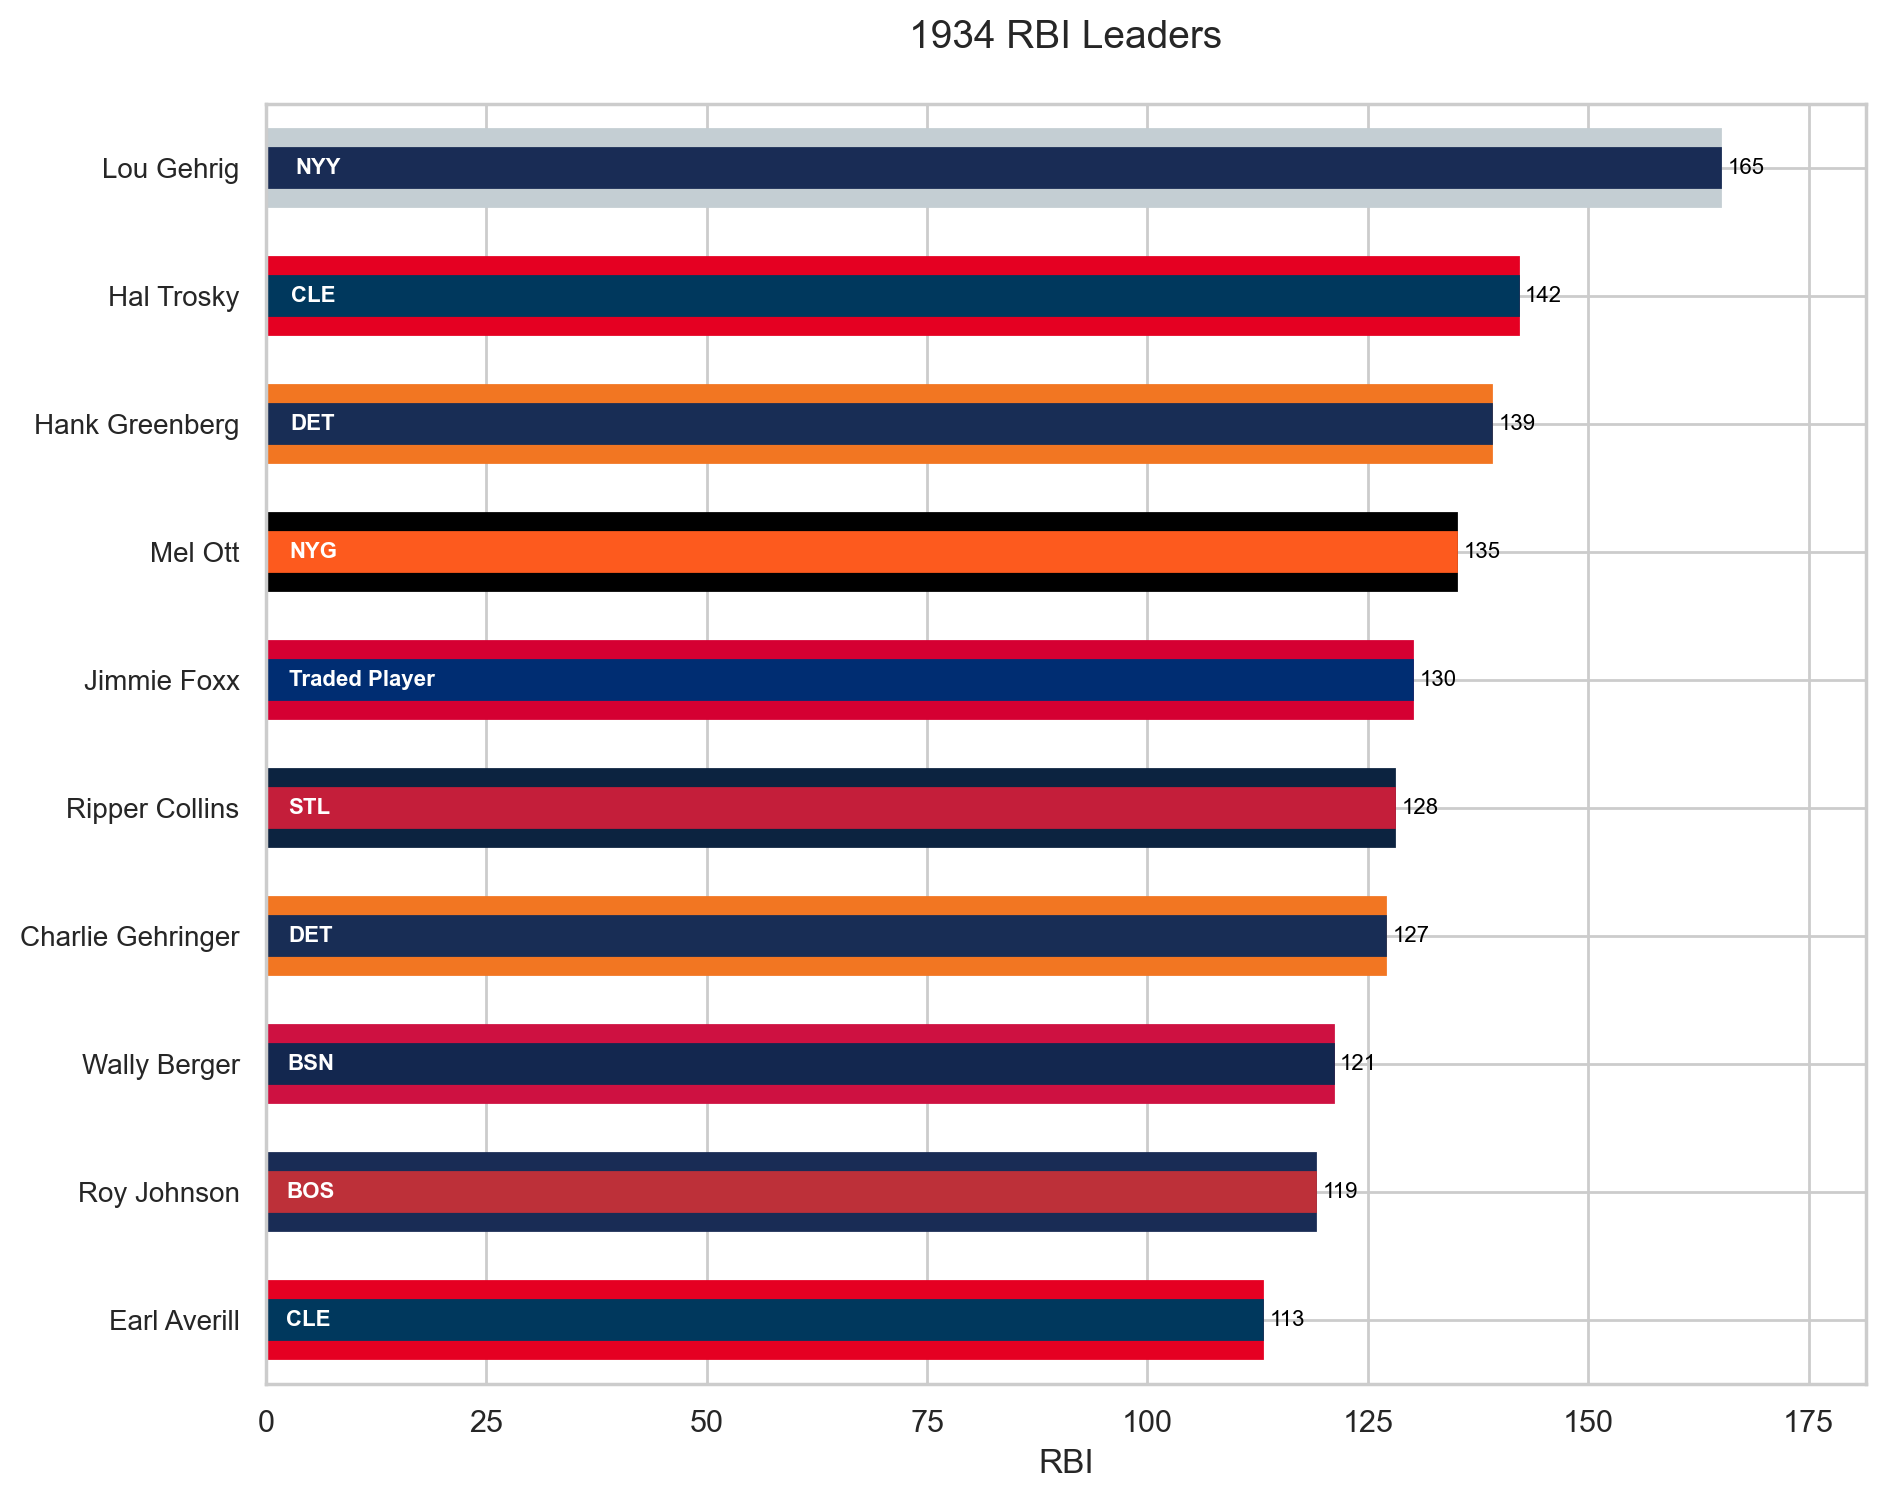 1934 RBI Leaders
Lou Gehrig NYY 165
Hal Trosky CLE 142
Hank Greenberg DET 139
Mel Ott NYG 135
Jimmie Foxx Traded Player 130
Ripper Collins STL 128
Charlie Gehringer DET 127
Wally Berger BSN 121
Roy Johnson BOS 119
Earl Averill CLE 113
0 25 50 75 100 125 150 175
RBI